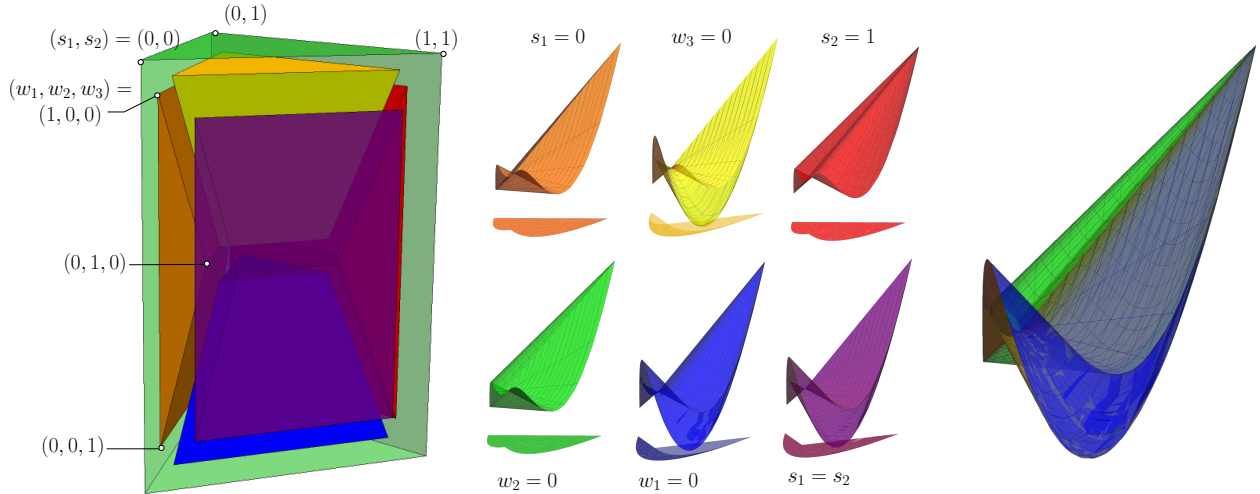 (0, 1)
(s₁, s₂) = (0, 0)
(1, 1)
(w₁, w₂, w₃) =
(1, 0, 0)
(0, 1, 0)
(0, 0, 1)
s₁ = 0
w₃ = 0
s₂ = 1
w₂ = 0
w₁ = 0
s₁ = s₂